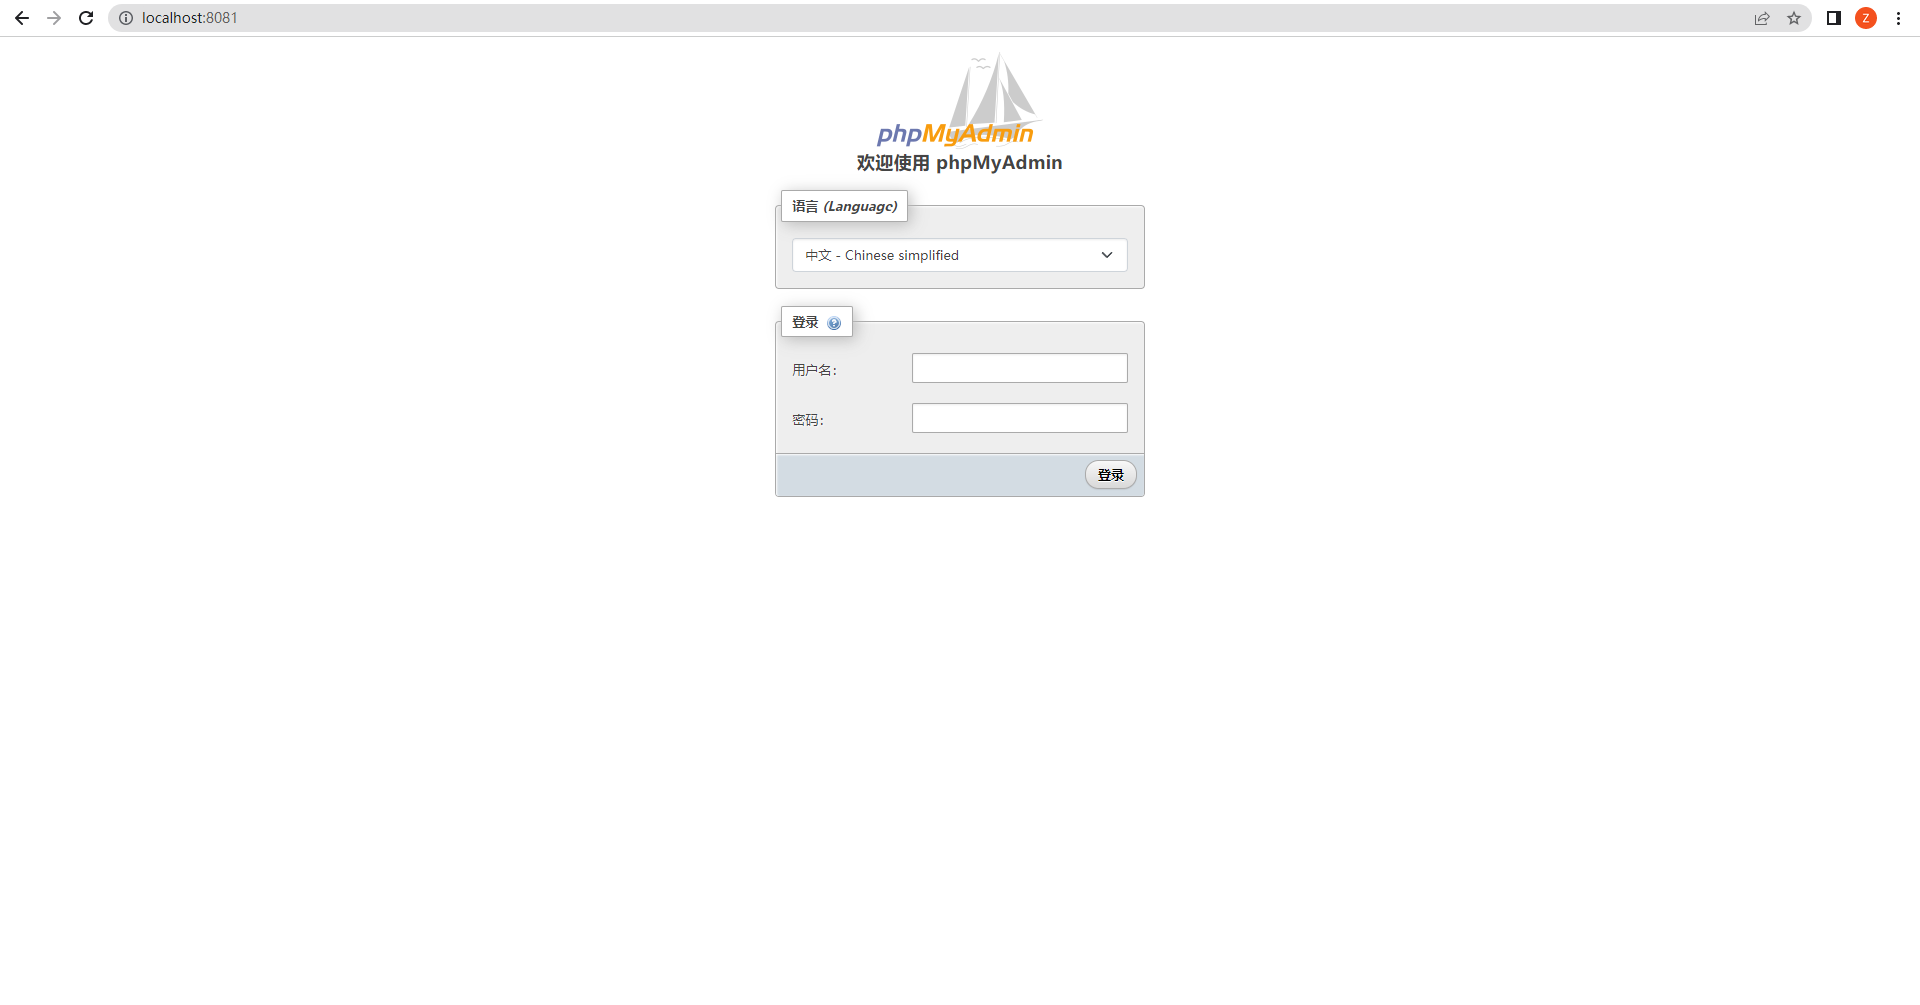 localhost:8081
Z
phpMyAdmin
欢迎使用 phpMyAdmin
语言 (Language)
中文 - Chinese simplified
登录
用户名：
密码：
登录